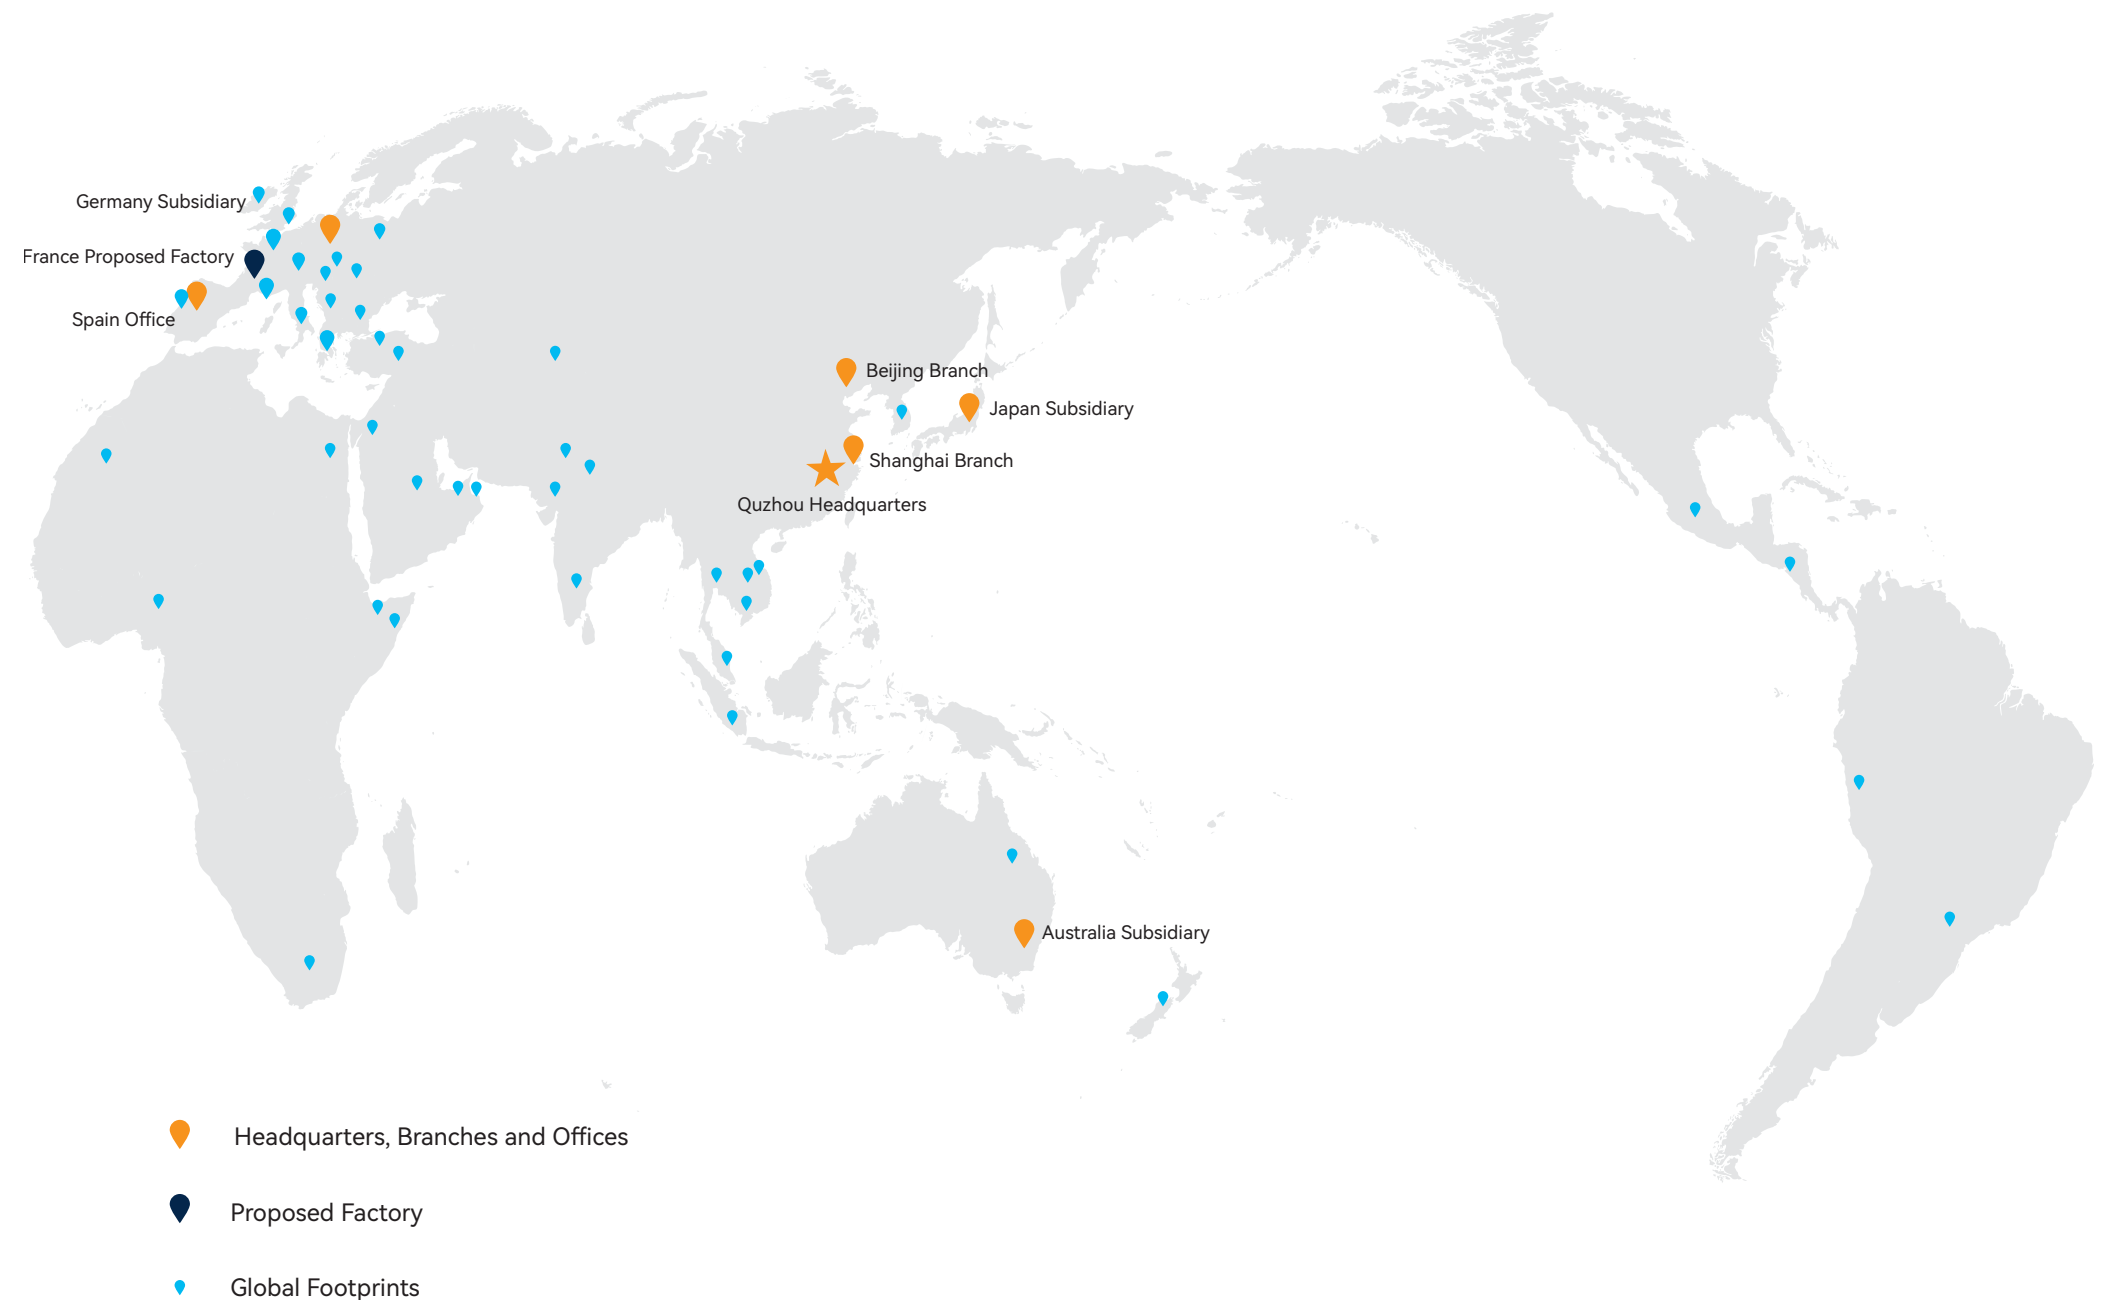 Germany Subsidiary
France Proposed Factory
Spain Office
Beijing Branch
Japan Subsidiary
Shanghai Branch
Quzhou Headquarters
Australia Subsidiary
Headquarters, Branches and Offices
Proposed Factory
Global Footprints